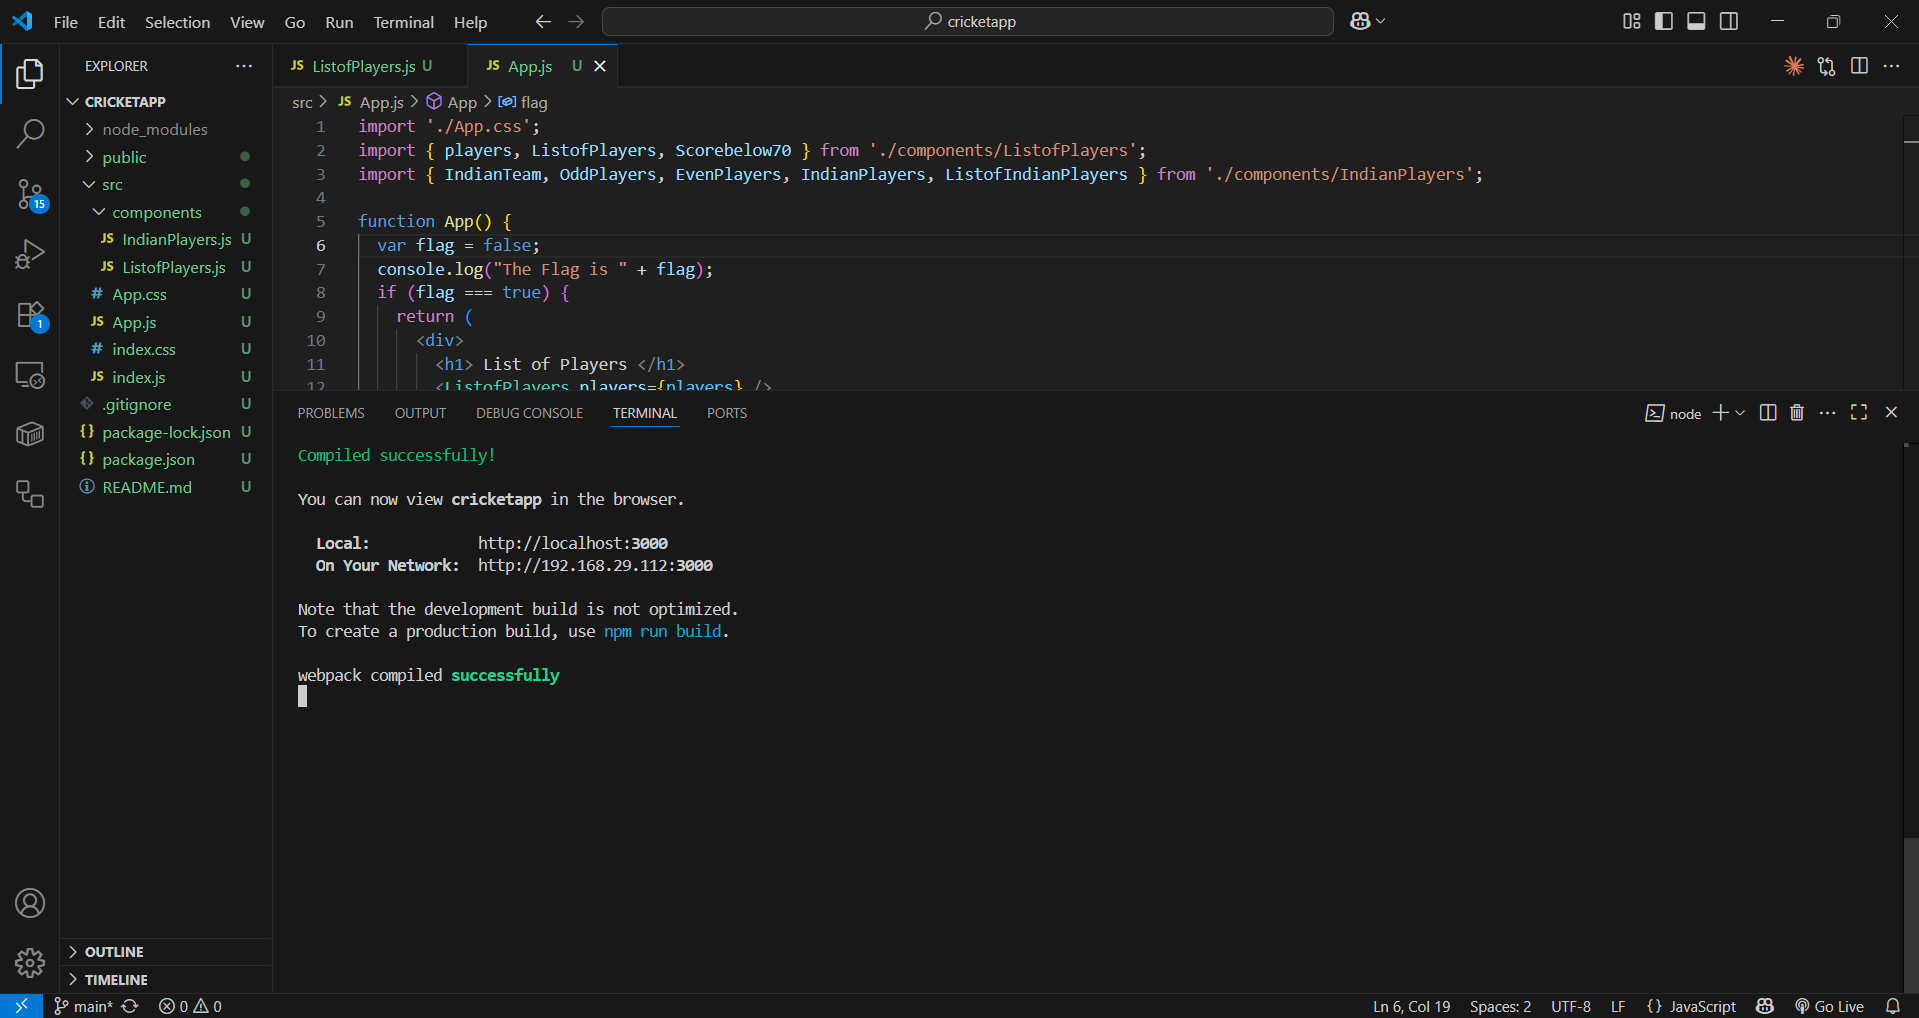 File Edit Selection View Go Run Terminal Help
cricketapp
EXPLORER
CRICKETAPP
node_modules
public
src
components
JS IndianPlayers.js U
JS ListofPlayers.js U
# App.css U
JS App.js U
# index.css U
JS index.js U
.gitignore U
{} package-lock.json U
{} package.json U
README.md U
OUTLINE
TIMELINE
15
1
JS ListofPlayers.js U
JS App.js U
src > JS App.js > App > flag
1 import './App.css';
2 import { players, ListofPlayers, Scorebelow70 } from './components/ListofPlayers';
3 import { IndianTeam, OddPlayers, EvenPlayers, IndianPlayers, ListofIndianPlayers } from './components/IndianPlayers';
4
5 function App() {
6 var flag = false;
7 console.log("The Flag is " + flag);
8 if (flag === true) {
9 return (
10 <div>
11 <h1> List of Players </h1>
12 <ListofPlayers players={players} />
PROBLEMS OUTPUT DEBUG CONSOLE TERMINAL PORTS
node
Compiled successfully!
You can now view cricketapp in the browser.
Local: http://localhost:3000
On Your Network: http://192.168.29.112:3000
Note that the development build is not optimized.
To create a production build, use npm run build.
webpack compiled successfully
main* 0 0
Ln 6, Col 19 Spaces: 2 UTF-8 LF {} JavaScript Go Live